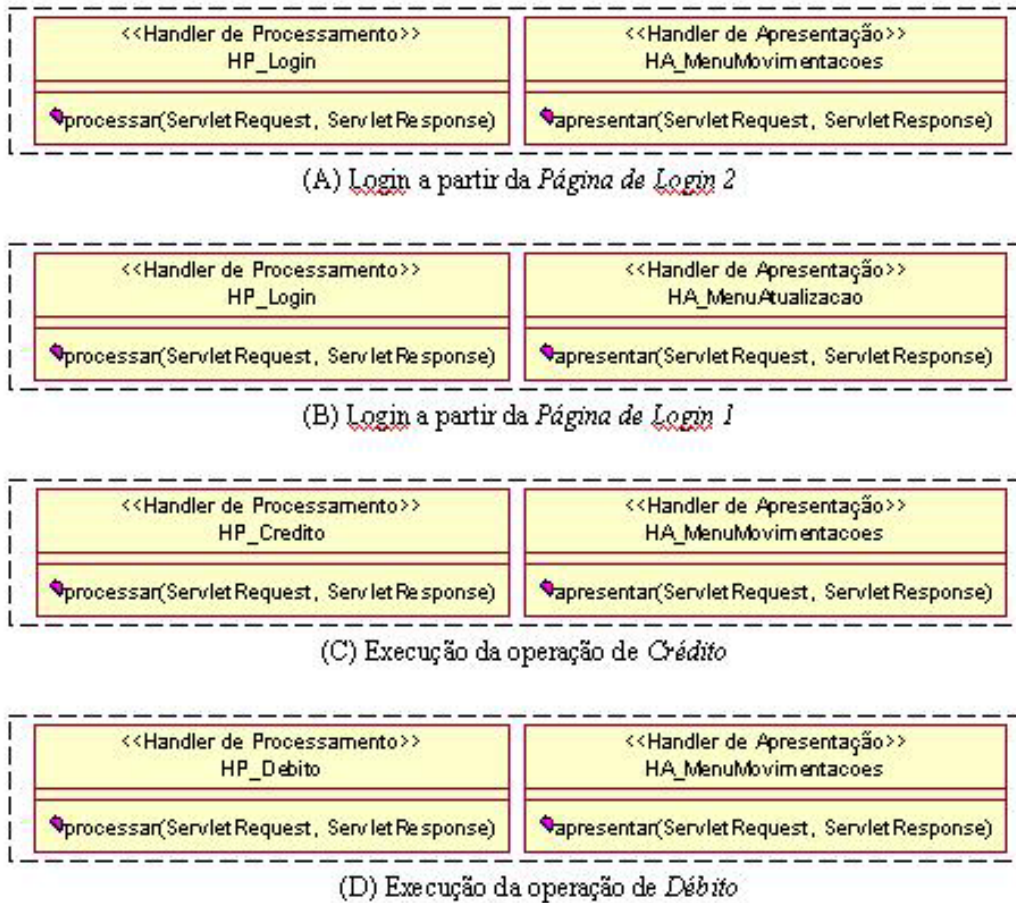 <<Handler de Processamento>>
HP_Login
processar(ServletRequest, ServletResponse)
<<Handler de Apresentação>>
HA_MenuMovimentacoes
apresentar(ServletRequest, ServletResponse)
(A) Login a partir da Página de Login 2
<<Handler de Processamento>>
HP_Login
processar(ServletRequest, ServletResponse)
<<Handler de Apresentação>>
HA_MenuAtualizacao
apresentar(ServletRequest, ServletResponse)
(B) Login a partir da Página de Login 1
<<Handler de Processamento>>
HP_Credito
processar(ServletRequest, ServletResponse)
<<Handler de Apresentação>>
HA_MenuMovimentacoes
apresentar(ServletRequest, ServletResponse)
(C) Execução da operação de Crédito
<<Handler de Processamento>>
HP_Debito
processar(ServletRequest, ServletResponse)
<<Handler de Apresentação>>
HA_MenuMovimentacoes
apresentar(ServletRequest, ServletResponse)
(D) Execução da operação de Débito